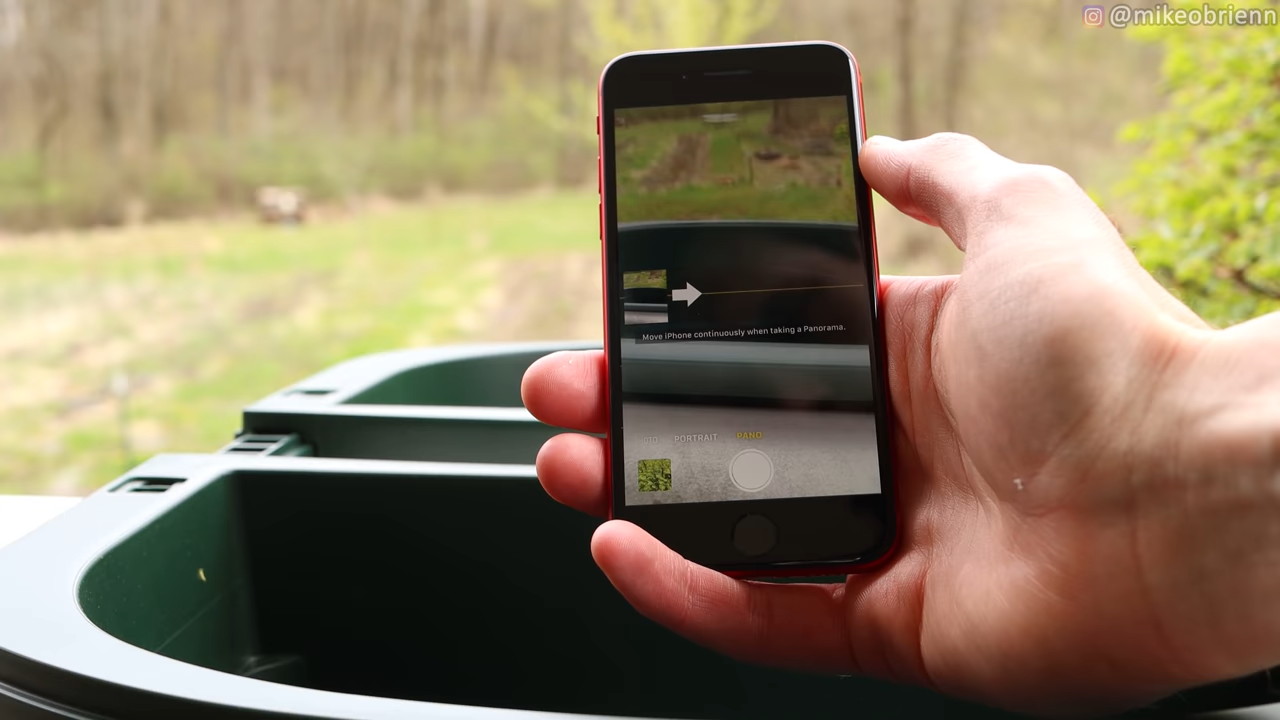 @mikeobrienn
Move iPhone continuously when taking a Panorama.
PORTRAIT PANO